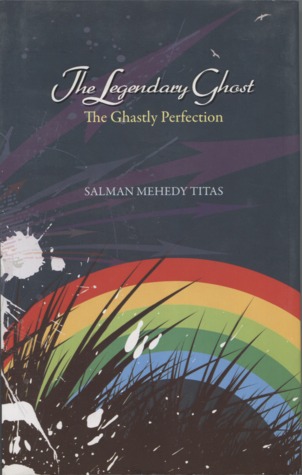 The Legendary Ghost
The Ghastly Perfection
SALMAN MEHEDY TITAS